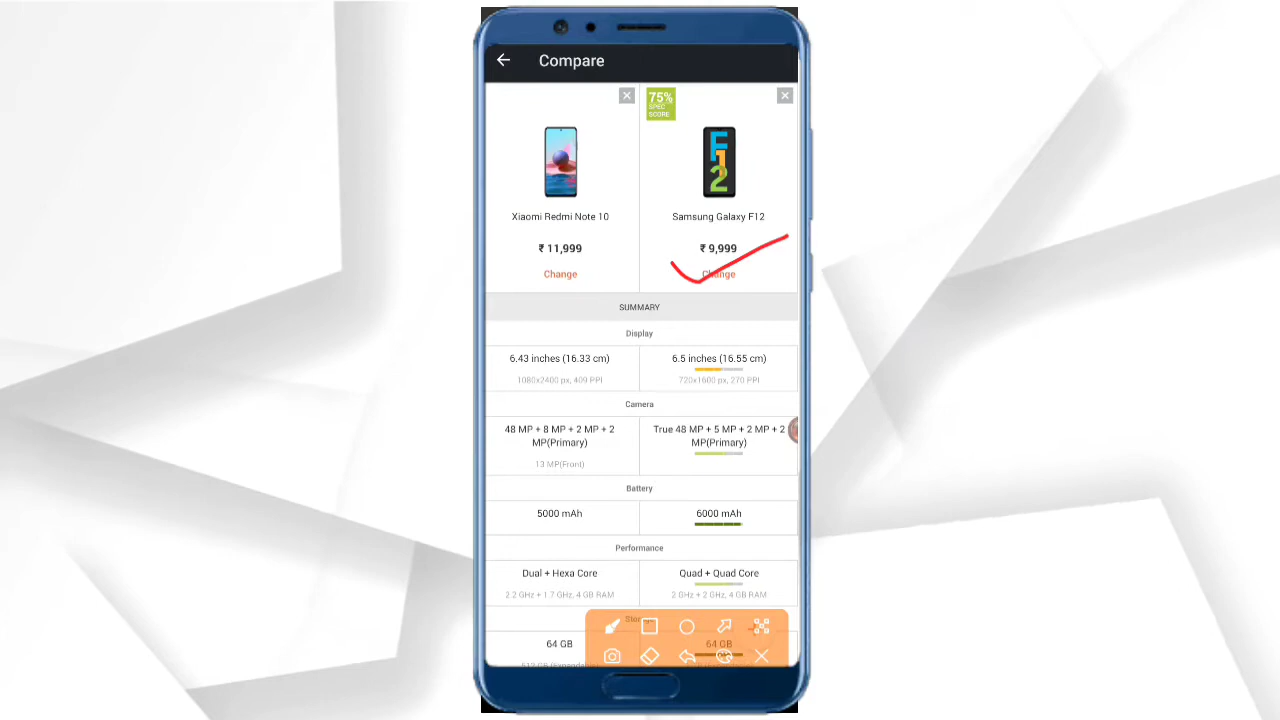 Compare
75%
SPEC
SCORE
F12
Xiaomi Redmi Note 10
Samsung Galaxy F12
₹ 11,999
₹ 9,999
Change
Change
SUMMARY
Display
6.43 inches (16.33 cm)
6.5 inches (16.55 cm)
1080x2400 px, 409 PPI
720x1600 px, 270 PPI
Camera
48 MP + 8 MP + 2 MP + 2
MP(Primary)
True 48 MP + 5 MP + 2 MP + 2
MP(Primary)
13 MP(Front)
Battery
5000 mAh
6000 mAh
Performance
Dual + Hexa Core
Quad + Quad Core
2.2 GHz + 1.7 GHz, 4 GB RAM
2 GHz + 2 GHz, 4 GB RAM
64 GB
64 GB